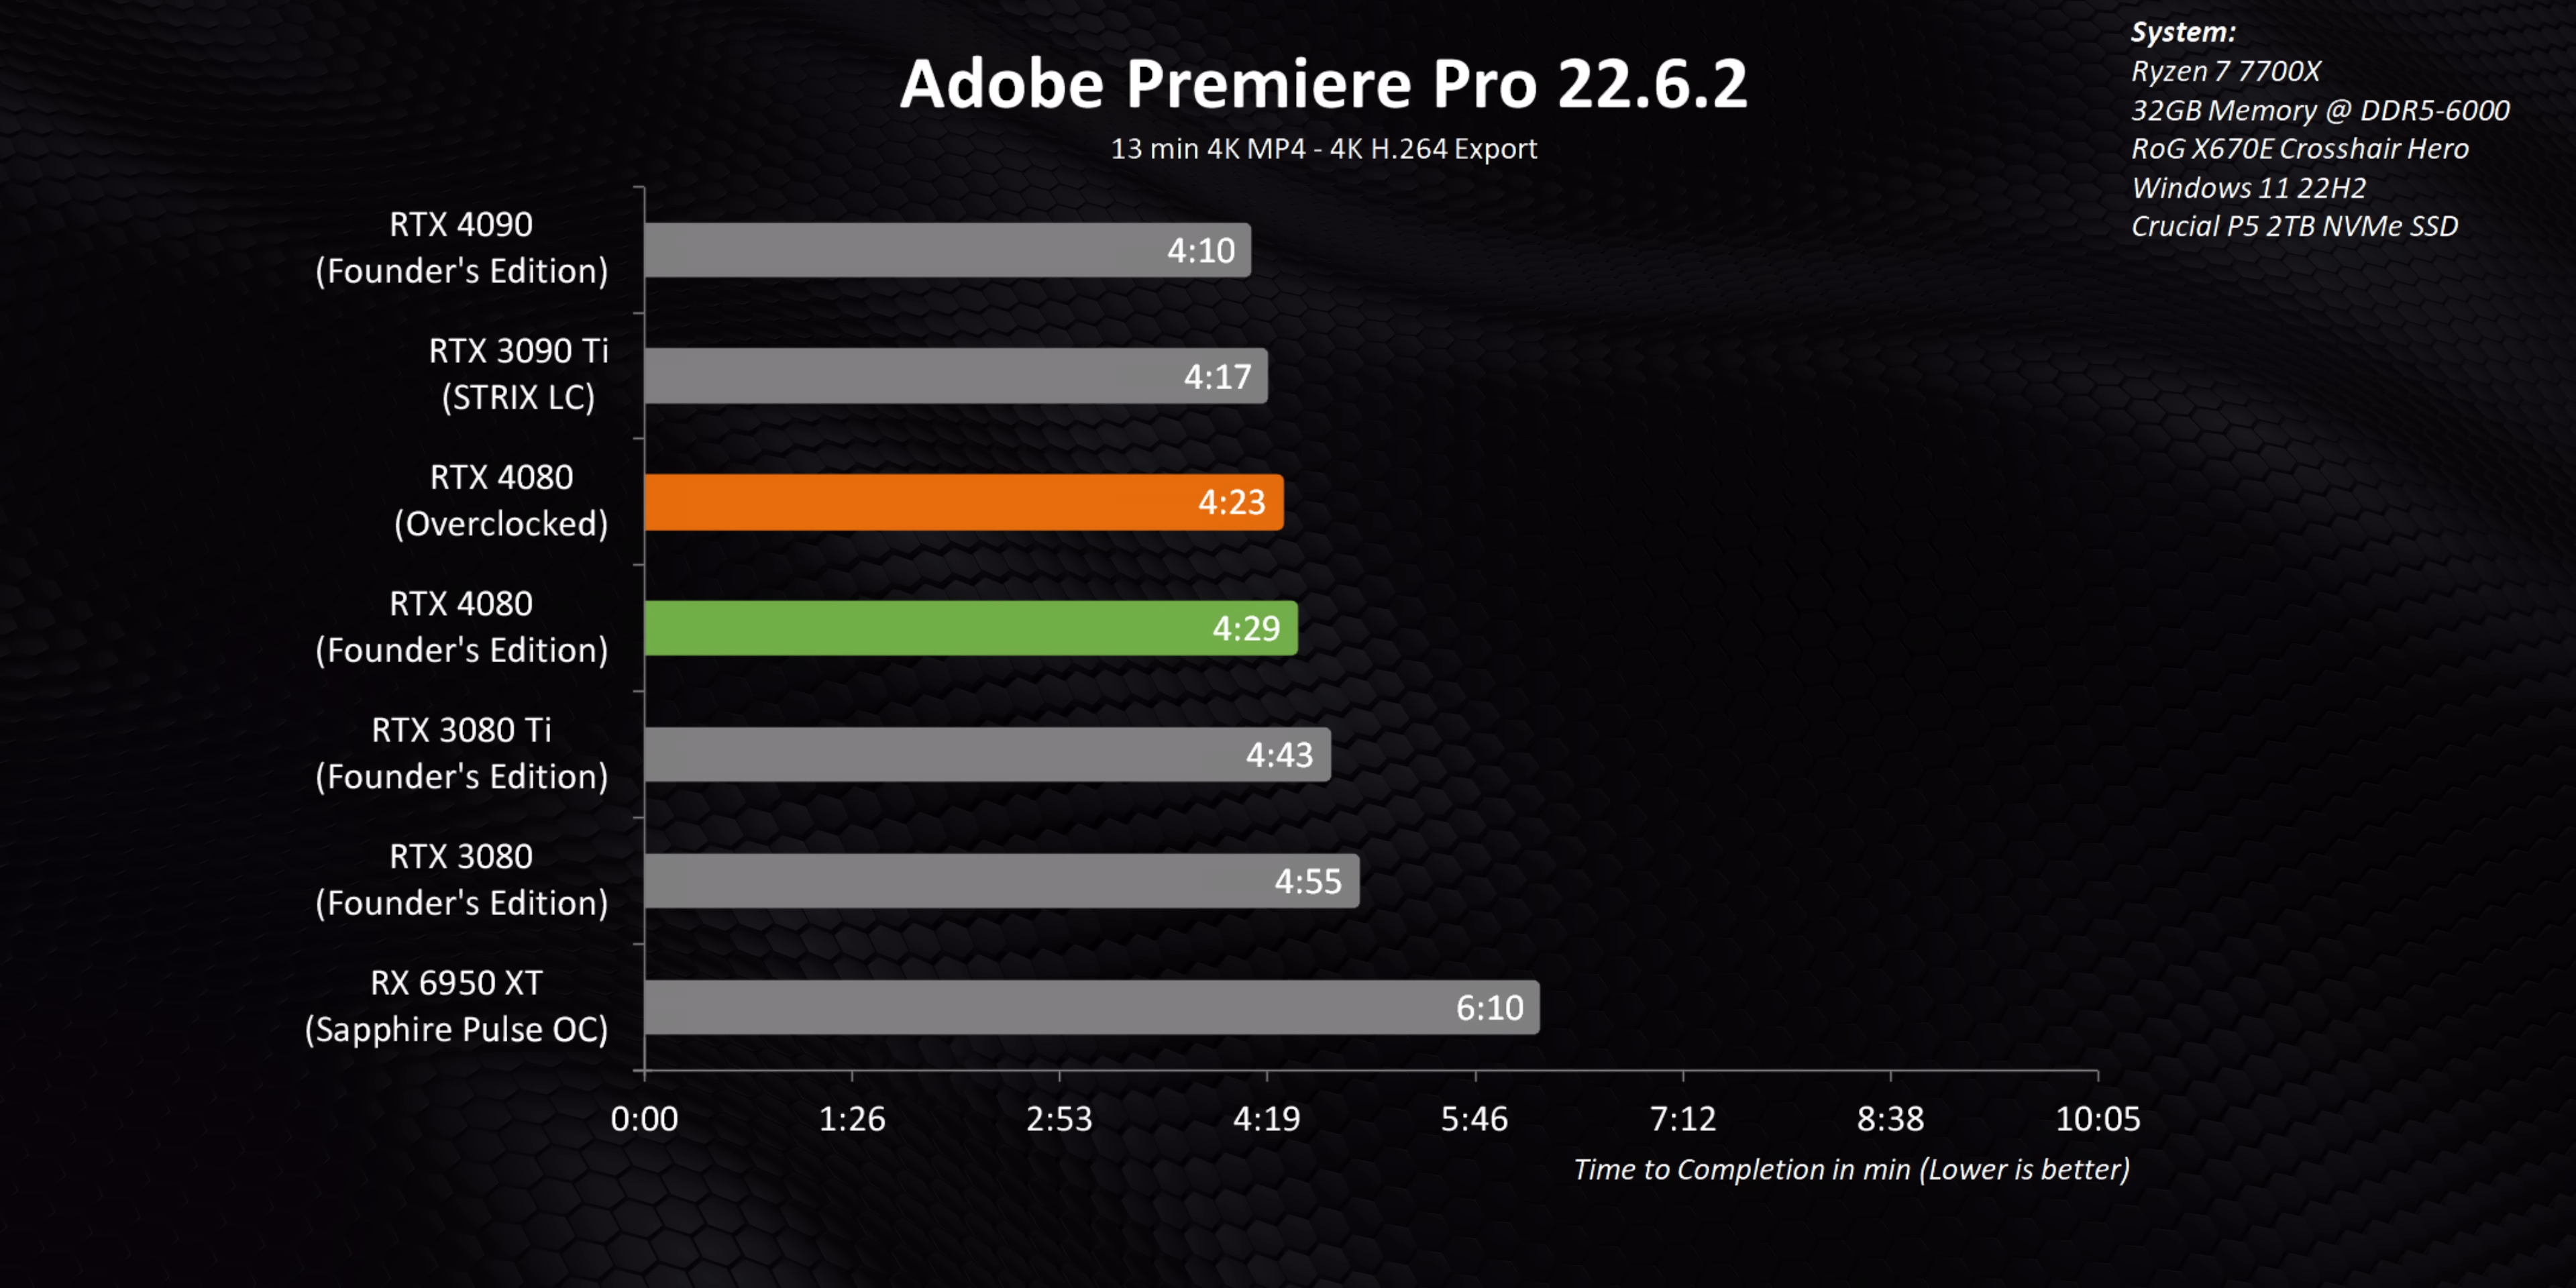 Adobe Premiere Pro 22.6.2
13 min 4K MP4 - 4K H.264 Export
System:
Ryzen 7 7700X
32GB Memory @ DDR5-6000
RoG X670E Crosshair Hero
Windows 11 22H2
Crucial P5 2TB NVMe SSD
RTX 4090
(Founder's Edition)
4:10
RTX 3090 Ti
(STRIX LC)
4:17
RTX 4080
(Overclocked)
4:23
RTX 4080
(Founder's Edition)
4:29
RTX 3080 Ti
(Founder's Edition)
4:43
RTX 3080
(Founder's Edition)
4:55
RX 6950 XT
(Sapphire Pulse OC)
6:10
0:00 1:26 2:53 4:19 5:46 7:12 8:38 10:05
Time to Completion in min (Lower is better)